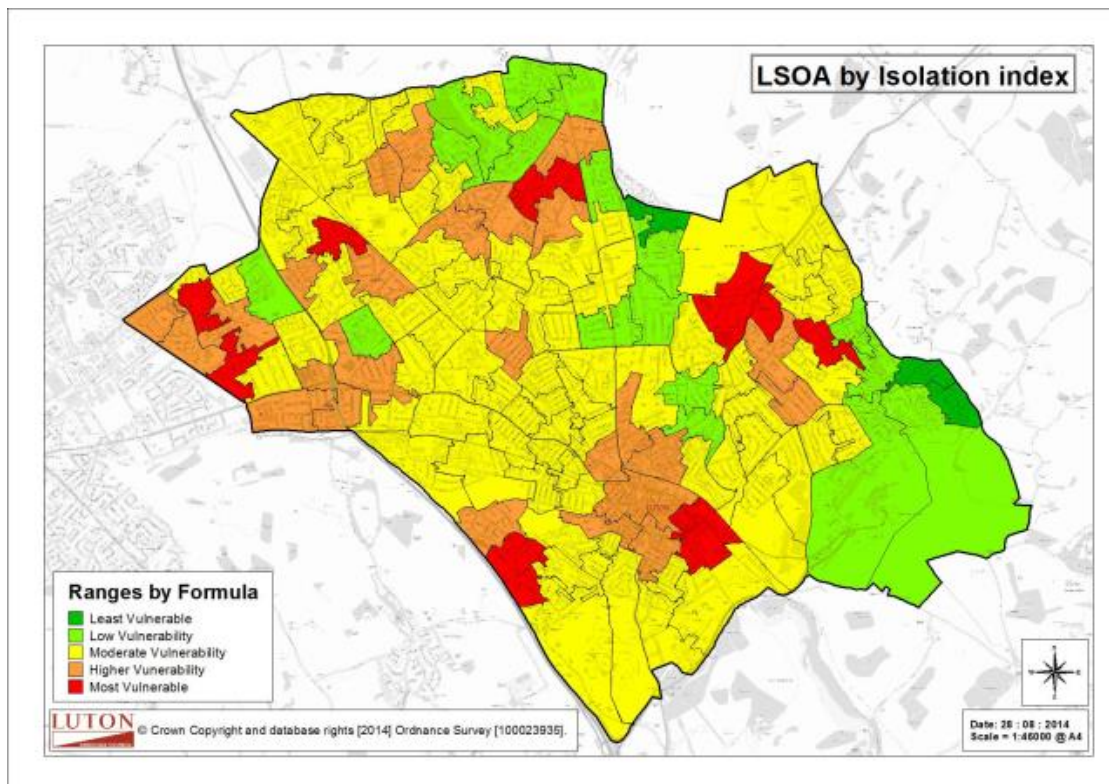 LSOA by Isolation index
Ranges by Formula
Least Vulnerable
Low Vulnerability
Moderate Vulnerability
Higher Vunerability
Most Vulnerable
LUTON
© Crown Copyright and database rights [2014] Ordnance Survey [100023935].
Date: 28 : 08 : 2014
Scale = 1:46000 @ A4